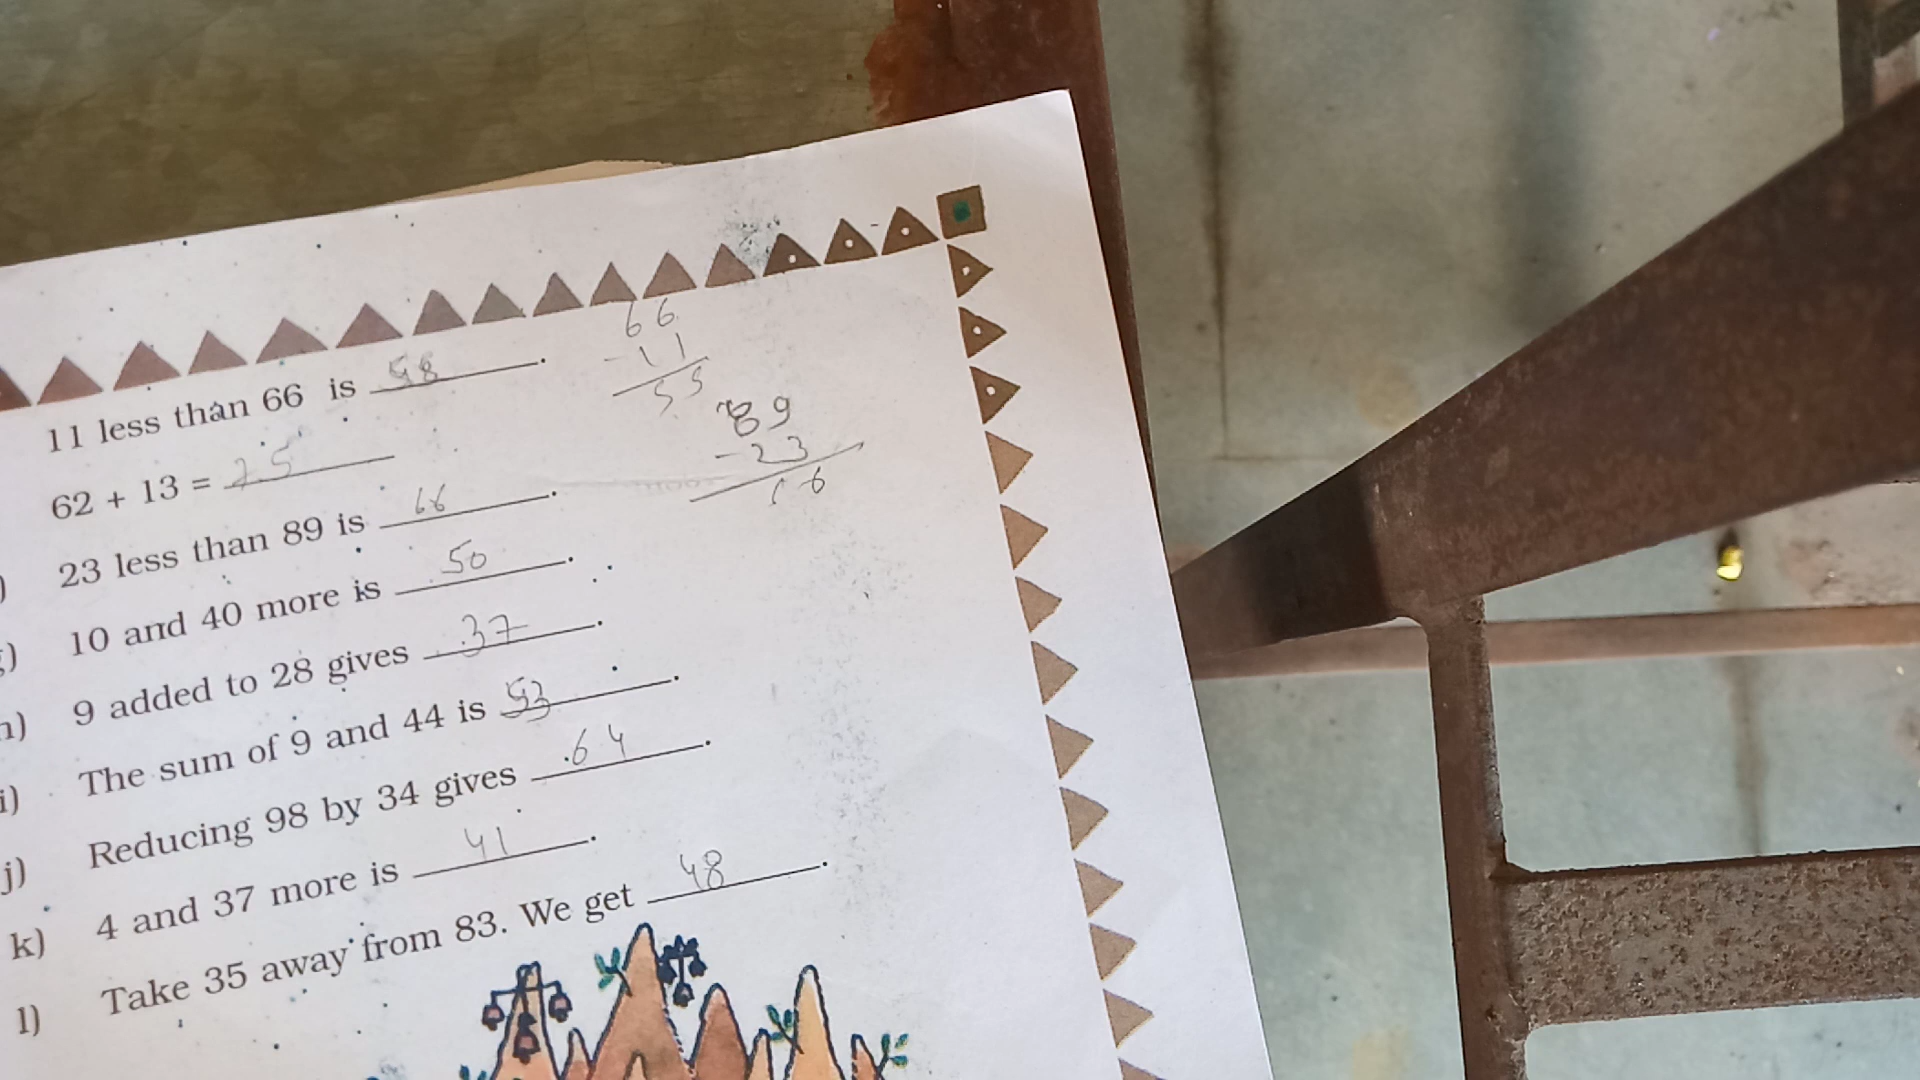 66
-11
55
11 less than 66 is 58.
89
-23
66
62 + 13 = 75
23 less than 89 is 66.
10 and 40 more is 50.
9 added to 28 gives 37.
i) The sum of 9 and 44 is 53.
j) Reducing 98 by 34 gives 64.
k) 4 and 37 more is 41.
l) Take 35 away from 83. We get 48.